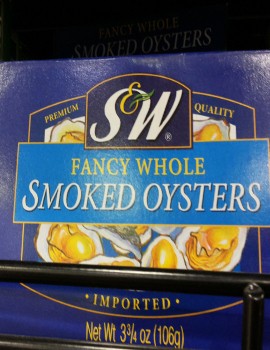 FANCY WHOLE
SMOKED OYSTERS
S&W®
PREMIUM QUALITY
FANCY WHOLE
SMOKED OYSTERS
• IMPORTED •
Net Wt 3¾ oz (106g)